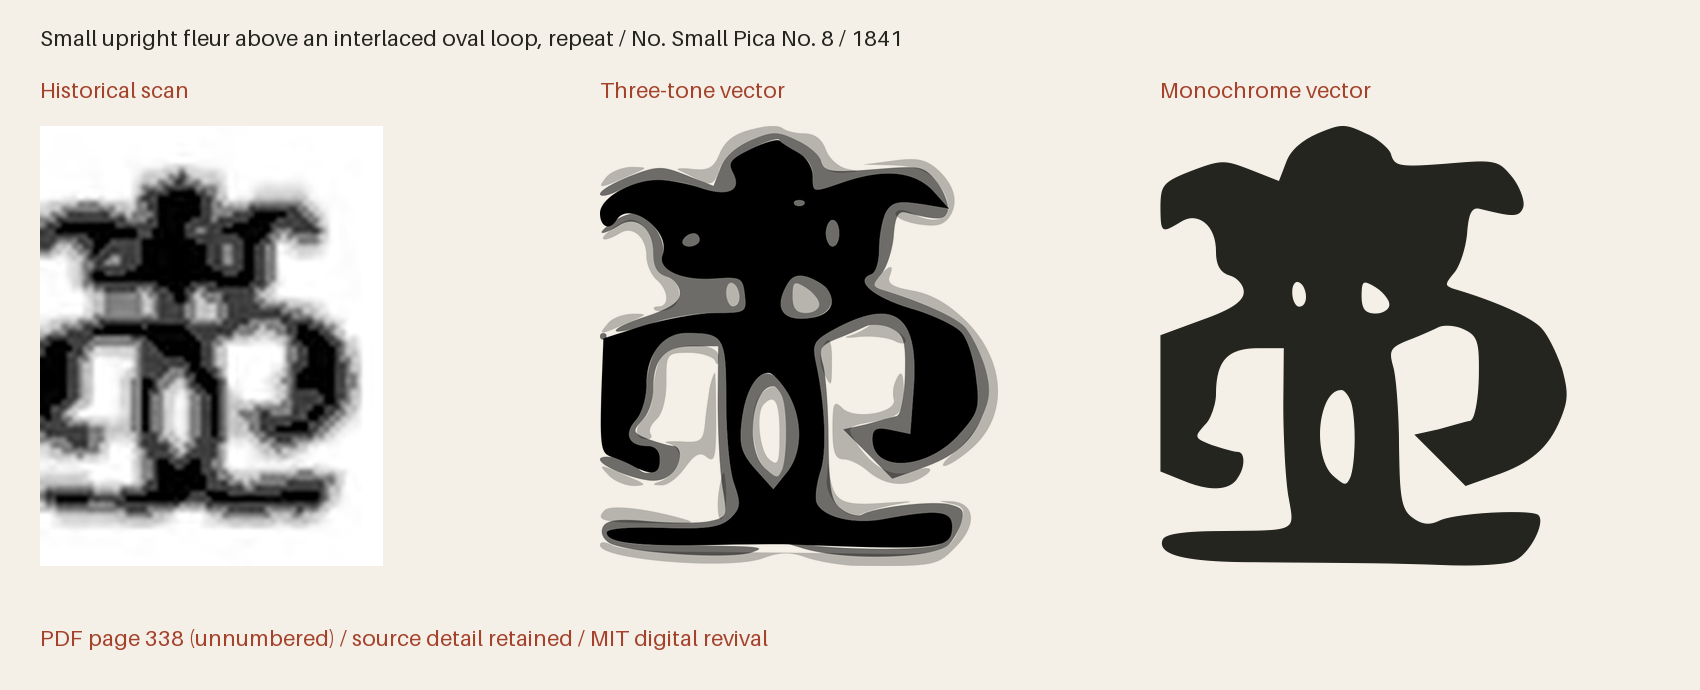 Small upright fleur above an interlaced oval loop, repeat / No. Small Pica No. 8 / 1841
Historical scan
Three-tone vector
Monochrome vector
PDF page 338 (unnumbered) / source detail retained / MIT digital revival